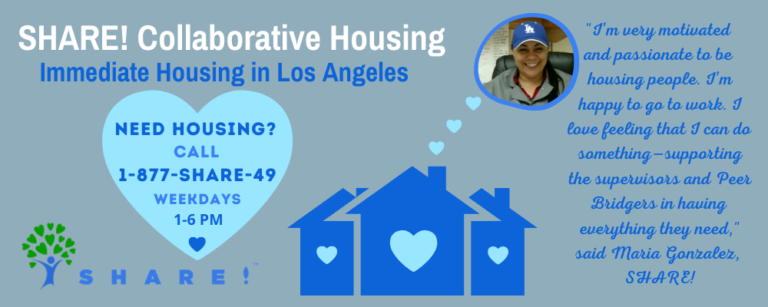 SHARE! Collaborative Housing
Immediate Housing in Los Angeles
NEED HOUSING?
CALL
1-877-SHARE-49
WEEKDAYS
1-6 PM
SHARE!™
LA
"I'm very motivated
and passionate to be
housing people. I'm
happy to go to work. I
love feeling that I can do
something—supporting
the supervisors and Peer
Bridgers in having
everything they need,"
said Maria Gonzalez,
SHARE!